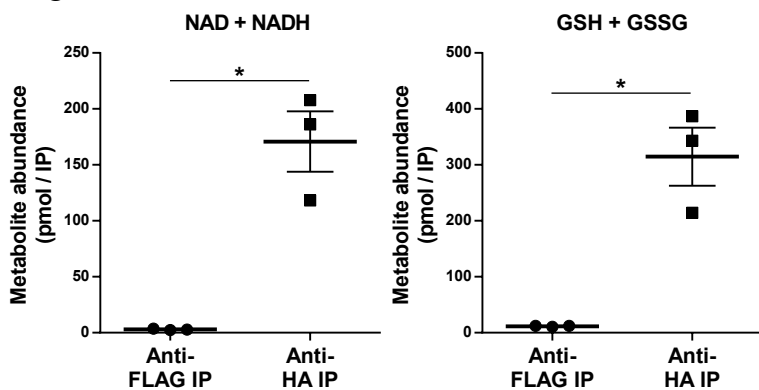 NAD + NADH
Metabolite abundance
(pmol / IP)
250
200
150
100
50
0
*
Anti-
FLAG IP
Anti-
HA IP
GSH + GSSG
Metabolite abundance
(pmol / IP)
500
400
300
200
100
0
*
Anti-
FLAG IP
Anti-
HA IP